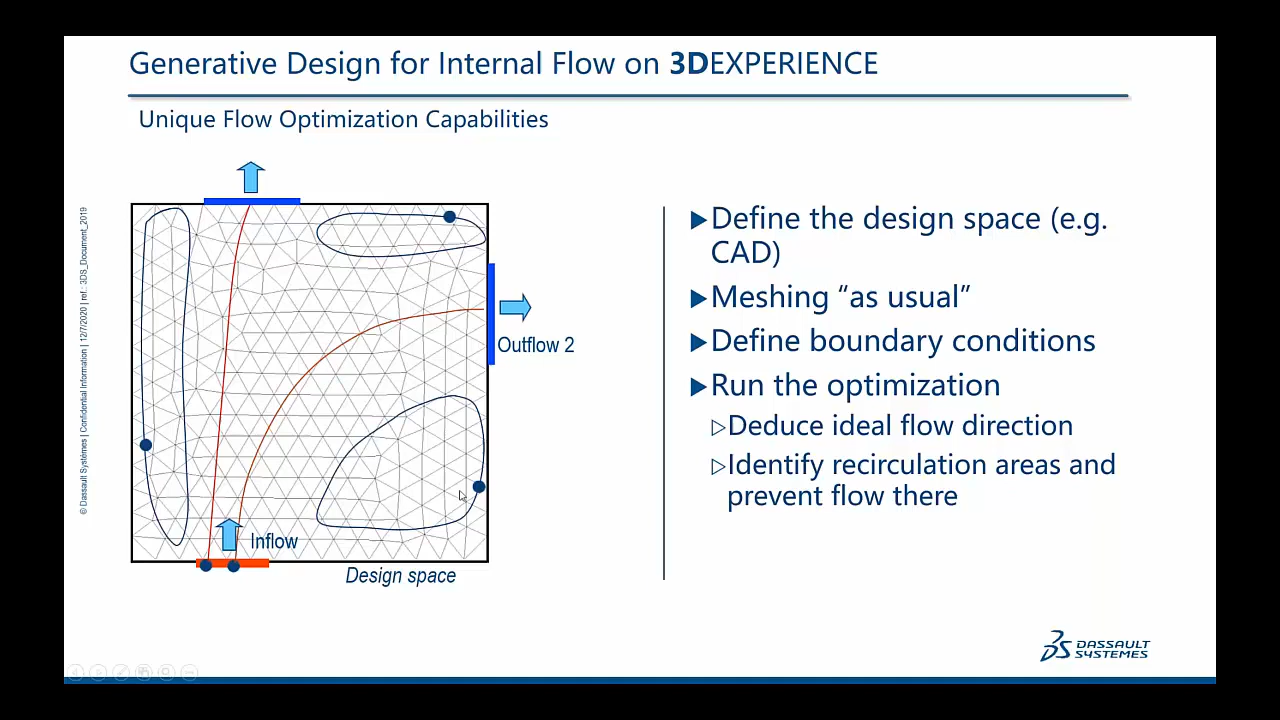 Generative Design for Internal Flow on 3DEXPERIENCE
Unique Flow Optimization Capabilities
© Dassault Systèmes | Confidential Information | 12/7/2020 | ref.: 3DS_Document_2019
Outflow 2
Inflow
Design space
Define the design space (e.g.
CAD)
Meshing “as usual”
Define boundary conditions
Run the optimization
Deduce ideal flow direction
Identify recirculation areas and
prevent flow there
DASSAULT
SYSTEMES